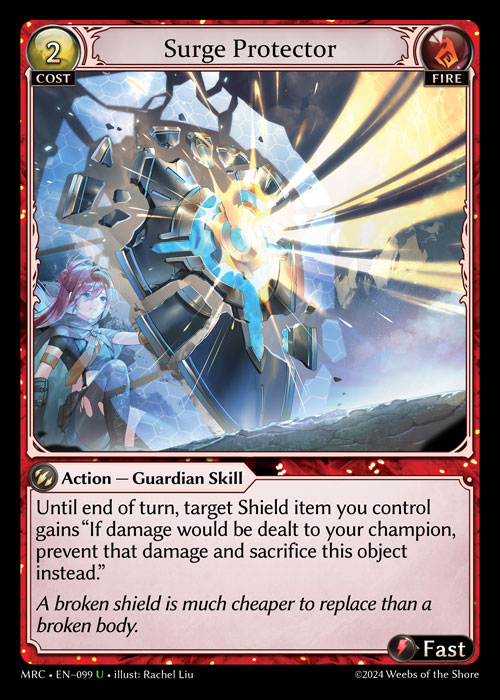 2
Surge Protector
COST
FIRE
Action — Guardian Skill
Until end of turn, target Shield item you control
gains “If damage would be dealt to your champion,
prevent that damage and sacrifice this object
instead.”
A broken shield is much cheaper to replace than a
broken body.
Fast
MRC • EN-099 U • illust: Rachel Liu
©2024 Weebs of the Shore